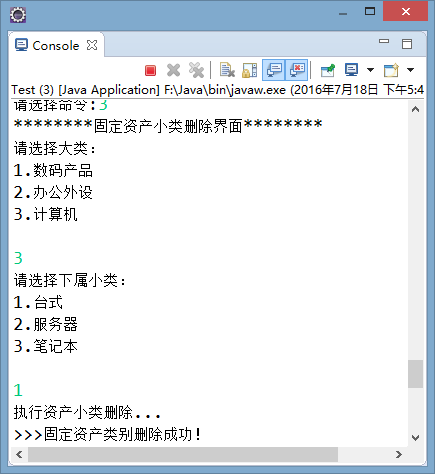 Console
Test (3) [Java Application] F:\Java\bin\javaw.exe (2016年7月18日 下午5:4
请选择命令:3
********固定资产小类删除界面********
请选择大类:
1.数码产品
2.办公外设
3.计算机
3
请选择下属小类:
1.台式
2.服务器
3.笔记本
1
执行资产小类删除...
>>>固定资产类别删除成功!